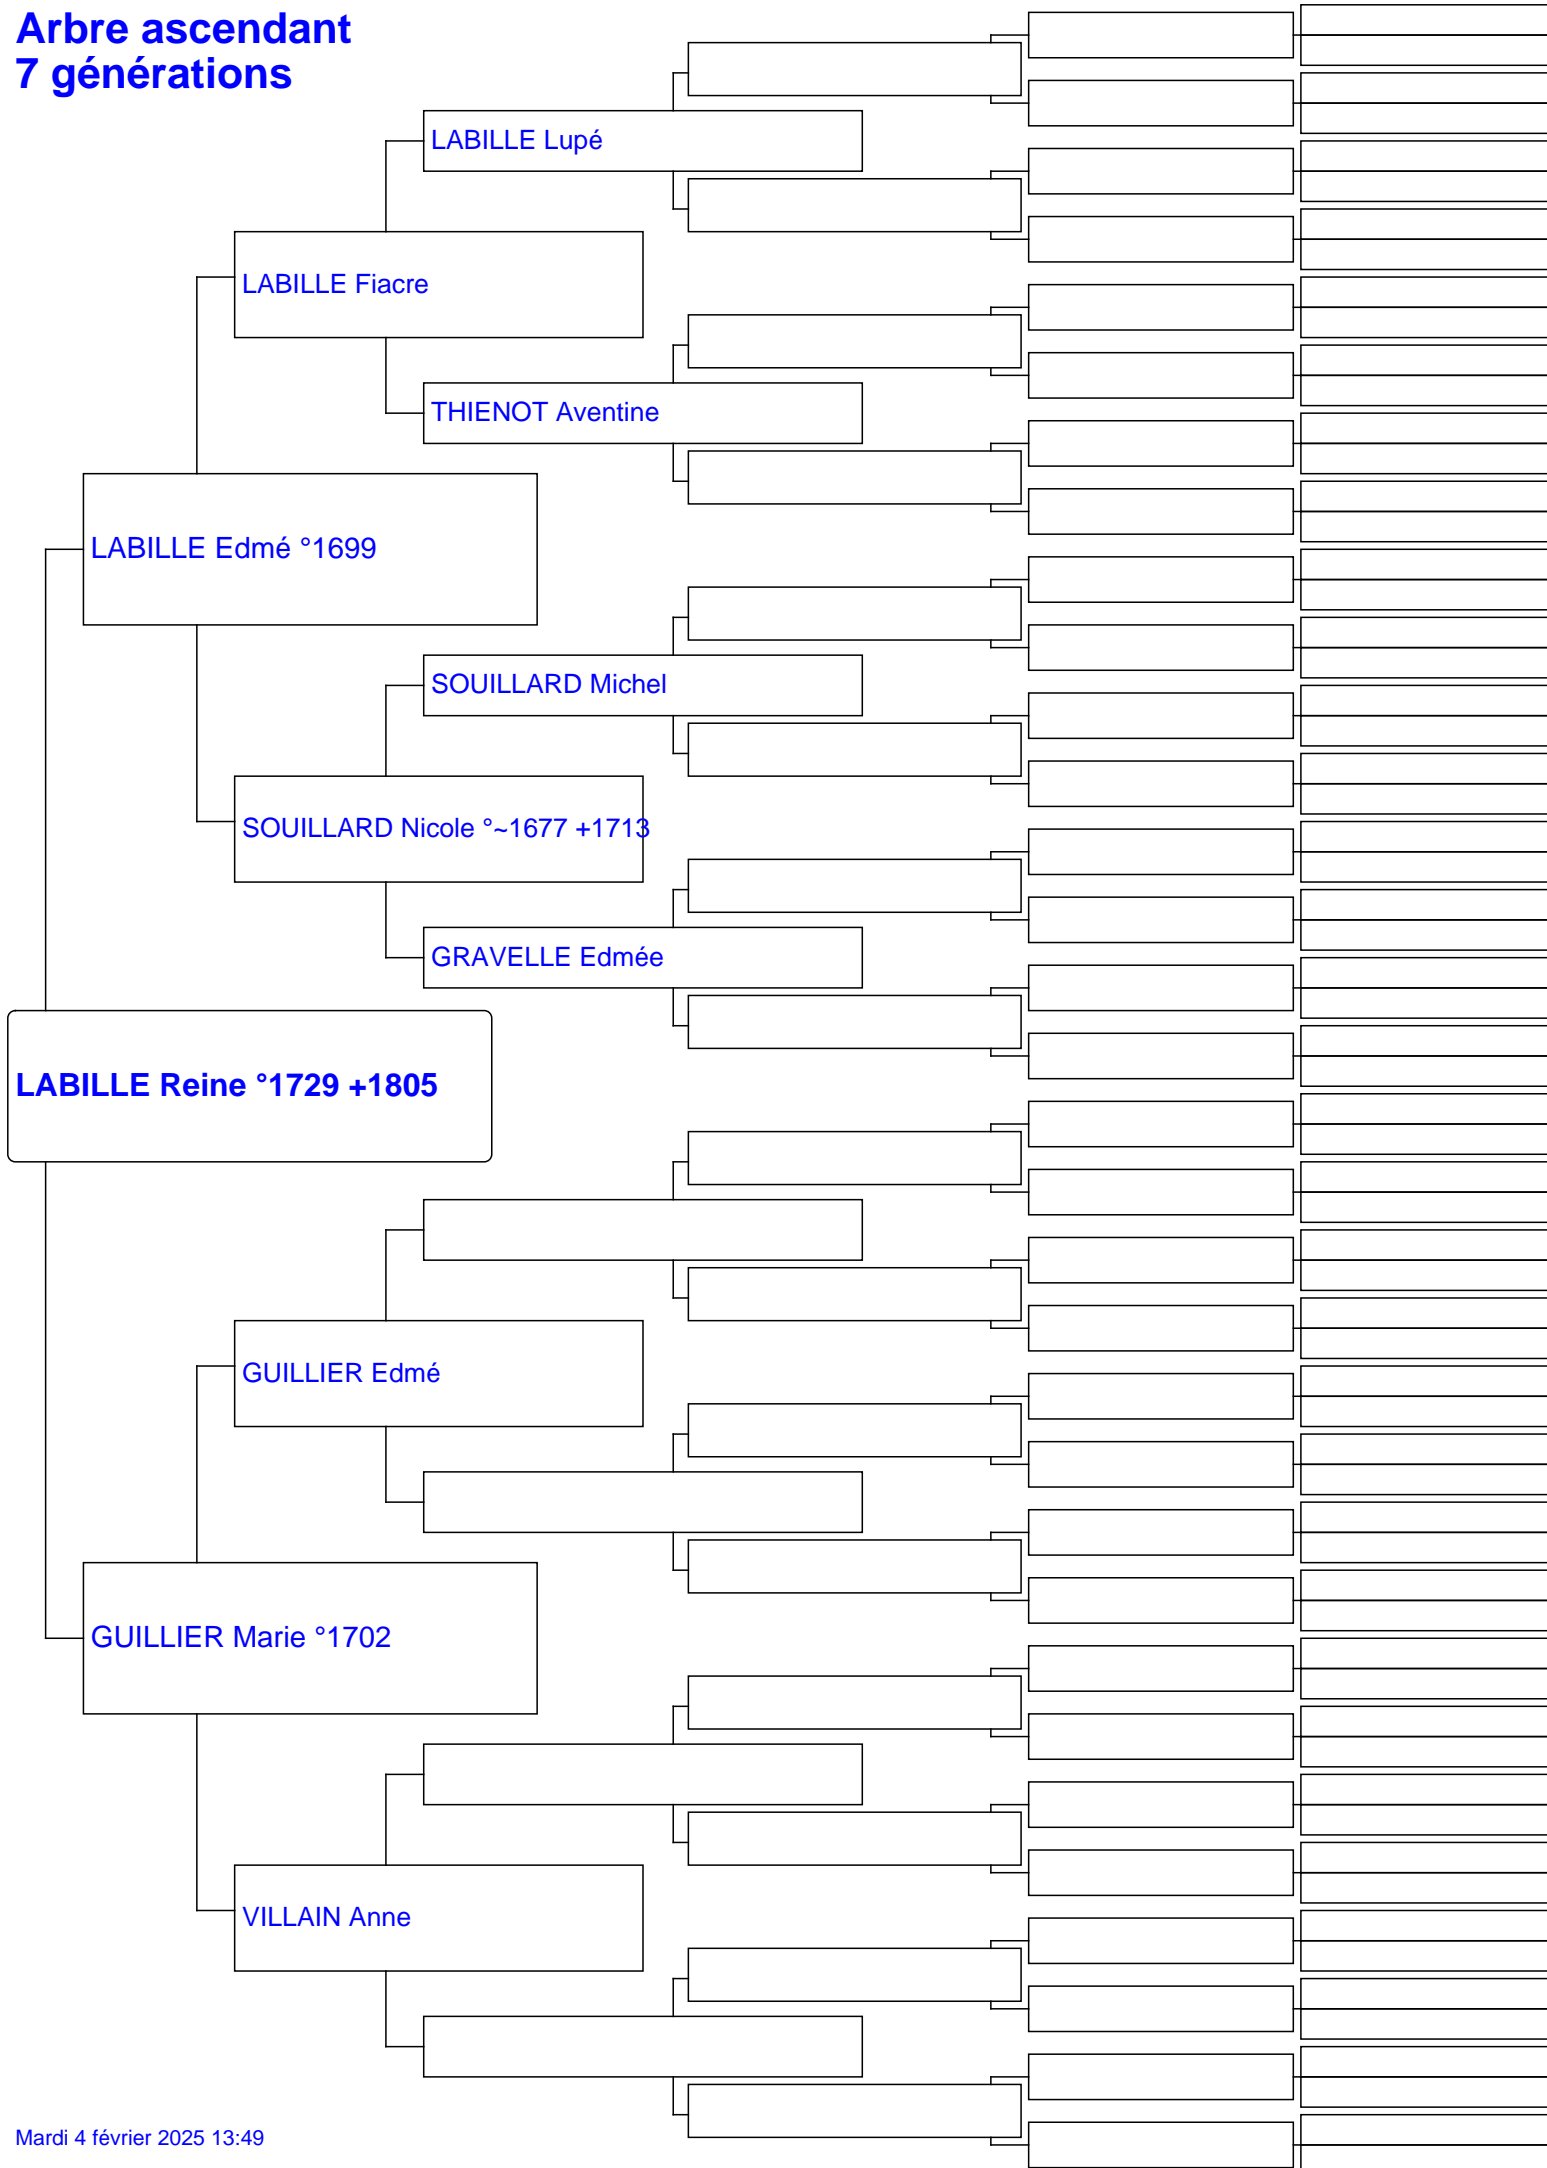 Arbre ascendant
7 générations
LABILLE Lupé
LABILLE Fiacre
THIENOT Aventine
LABILLE Edmé °1699
SOUILLARD Michel
SOUILLARD Nicole °~1677 +1713
GRAVELLE Edmée
LABILLE Reine °1729 +1805
GUILLIER Edmé
GUILLIER Marie °1702
VILLAIN Anne
Mardi 4 février 2025 13:49